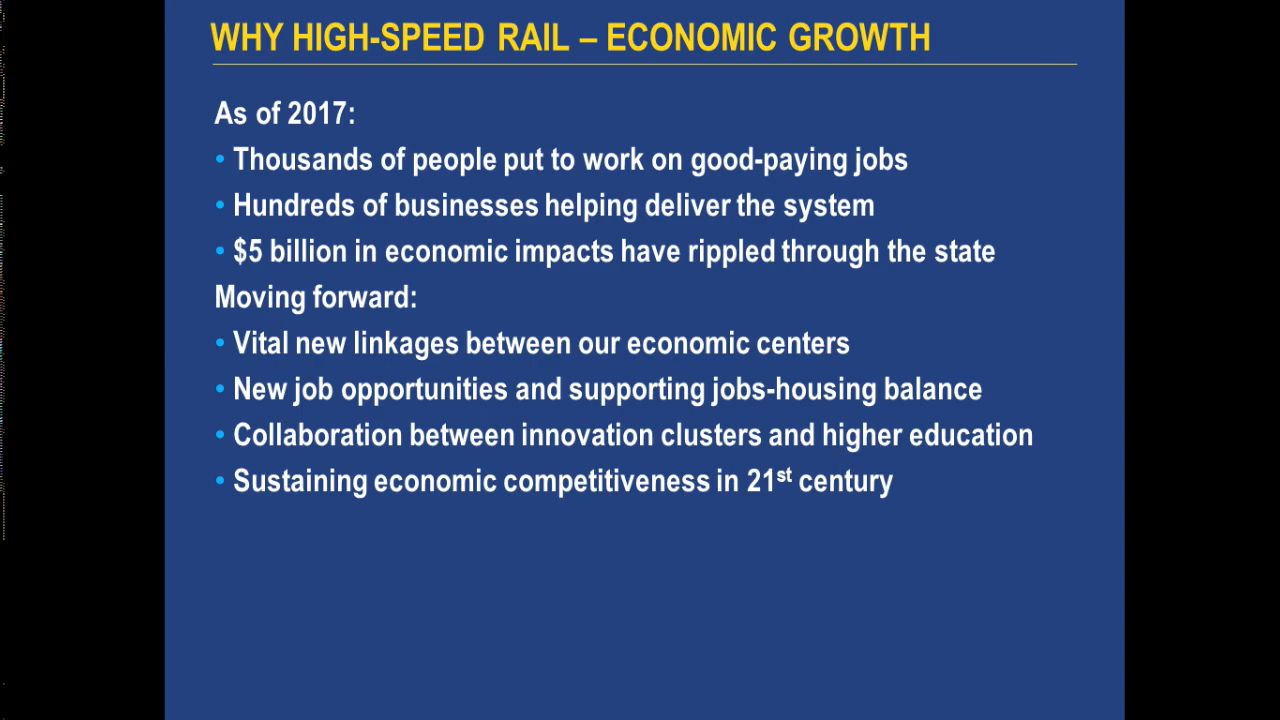 WHY HIGH-SPEED RAIL – ECONOMIC GROWTH
As of 2017:
• Thousands of people put to work on good-paying jobs
• Hundreds of businesses helping deliver the system
• $5 billion in economic impacts have rippled through the state
Moving forward:
• Vital new linkages between our economic centers
• New job opportunities and supporting jobs-housing balance
• Collaboration between innovation clusters and higher education
• Sustaining economic competitiveness in 21st century